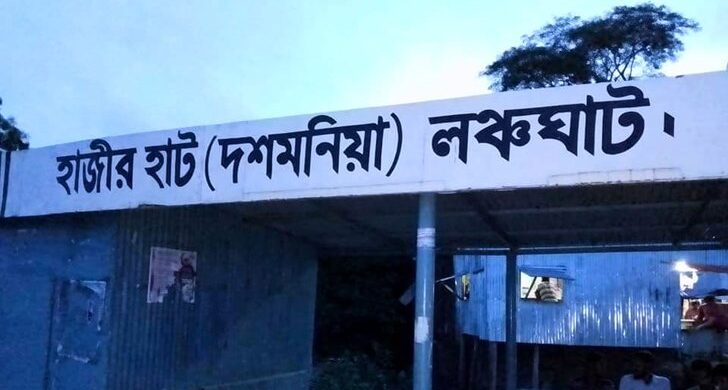 হাজীর হাট (দশমনিয়া) লঞ্চঘাট।